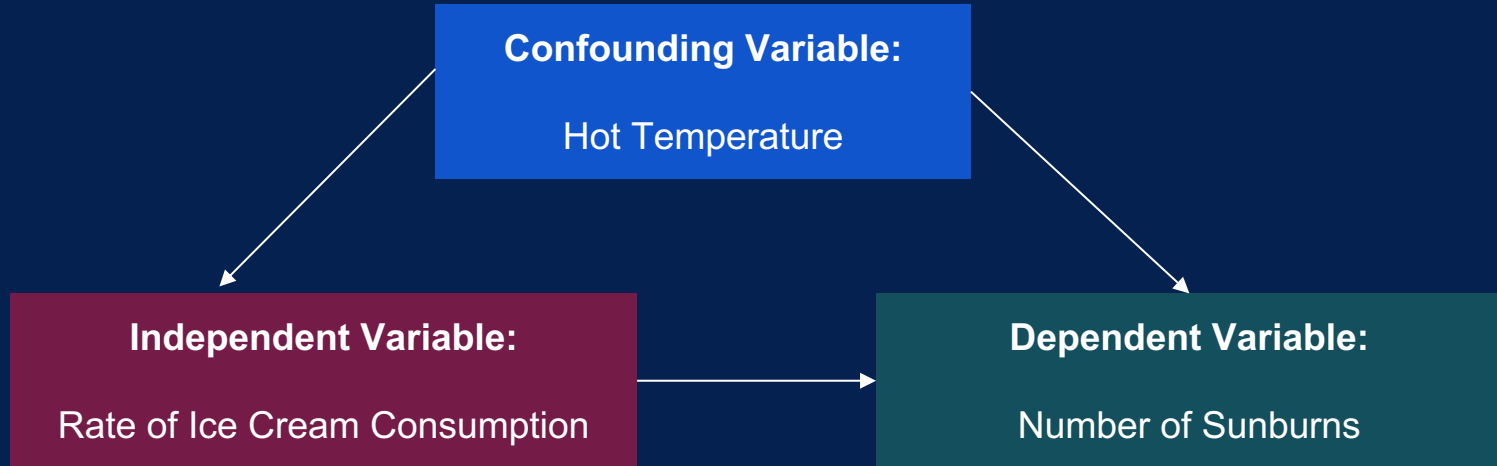 Confounding Variable:
Hot Temperature
Independent Variable:
Rate of Ice Cream Consumption
Dependent Variable:
Number of Sunburns